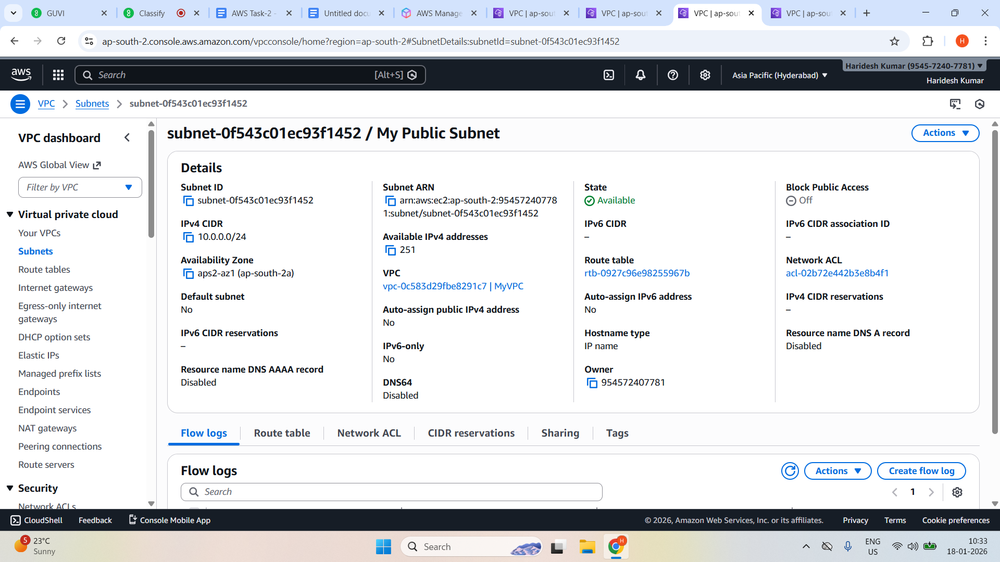 GUVI
Classify
AWS Task-2 -
Untitled docu
AWS Manage
VPC | ap-sout
VPC | ap-sout
VPC | ap-sout
VPC | ap-sout
ap-south-2.console.aws.amazon.com/vpcconsole/home?region=ap-south-2#SubnetDetails:subnetId=subnet-0f543c01ec93f1452
H
aws
Search
[Alt+S]
Asia Pacific (Hyderabad)
Haridesh Kumar (9545-7240-7781)
Haridesh Kumar
VPC
Subnets
subnet-0f543c01ec93f1452
VPC dashboard
AWS Global View
Filter by VPC
Virtual private cloud
Your VPCs
Subnets
Route tables
Internet gateways
Egress-only internet
gateways
DHCP option sets
Elastic IPs
Managed prefix lists
Endpoints
Endpoint services
NAT gateways
Peering connections
Route servers
Security
Network ACLs
subnet-0f543c01ec93f1452 / My Public Subnet
Actions
Details
Subnet ID
subnet-0f543c01ec93f1452
IPv4 CIDR
10.0.0.0/24
Availability Zone
aps2-az1 (ap-south-2a)
Default subnet
No
IPv6 CIDR reservations
–
Resource name DNS AAAA record
Disabled
Subnet ARN
arn:aws:ec2:ap-south-2:95457240778
1:subnet/subnet-0f543c01ec93f1452
Available IPv4 addresses
251
VPC
vpc-0c583d29fbe8291c7 | MyVPC
Auto-assign public IPv4 address
No
IPv6-only
No
DNS64
Disabled
State
Available
IPv6 CIDR
–
Route table
rtb-0927c96e98255967b
Auto-assign IPv6 address
No
Hostname type
IP name
Owner
954572407781
Block Public Access
Off
IPv6 CIDR association ID
–
Network ACL
acl-02b72e442b3e8b4f1
IPv4 CIDR reservations
–
Resource name DNS A record
Disabled
Flow logs
Route table
Network ACL
CIDR reservations
Sharing
Tags
Flow logs
Actions
Create flow log
Search
1
CloudShell
Feedback
Console Mobile App
© 2026, Amazon Web Services, Inc. or its affiliates.
Privacy
Terms
Cookie preferences
5
23°C
Sunny
Search
H
ENG
US
10:33
18-01-2026